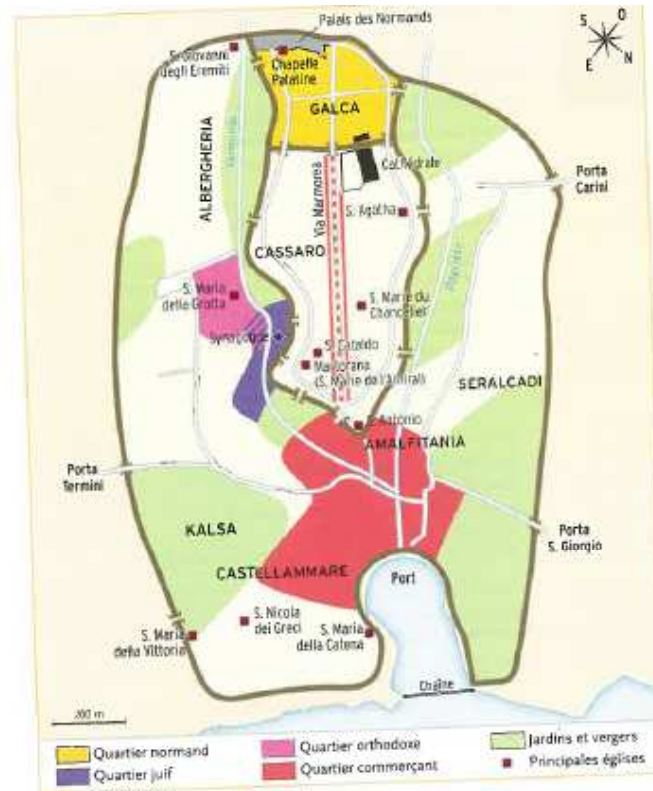 Palais des Normands
S
O
E
N
S. Giovanni
degli Eremiti
Chapelle
Palatine
GALCA
ALBERGHERIA
Cathédrale
Via Marmorea
S. Agatha
Porta
Carini
CASSARO
S. Maria
della Grotta
S. Marie du
Chancelier
Synagogue
S. Cataldo
Martorana
(S. Marie de l'Amiral)
SERALCADI
S. Antonio
AMALFITANIA
Porta
Termini
KALSA
Porta
S. Giorgio
CASTELLAMMARE
Port
S. Nicola
dei Greci
S. Maria
della Vittoria
S. Maria
della Catena
Chaîne
200 m
Quartier normand
Quartier orthodoxe
Jardins et vergers
Quartier juif
Quartier commerçant
Principales églises